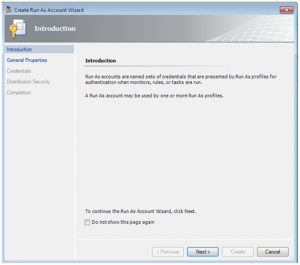 Create Run As Account Wizard
Introduction
Introduction
General Properties
Credentials
Distribution Security
Completion
Introduction
Run As accounts are named sets of credentials that are presented by Run As profiles for
authentication when monitors, rules, or tasks are run.
A Run As account may be used by one or more Run As profiles.
To continue the Run As Account Wizard, click Next.
Do not show this page again
< Previous
Next >
Create
Cancel